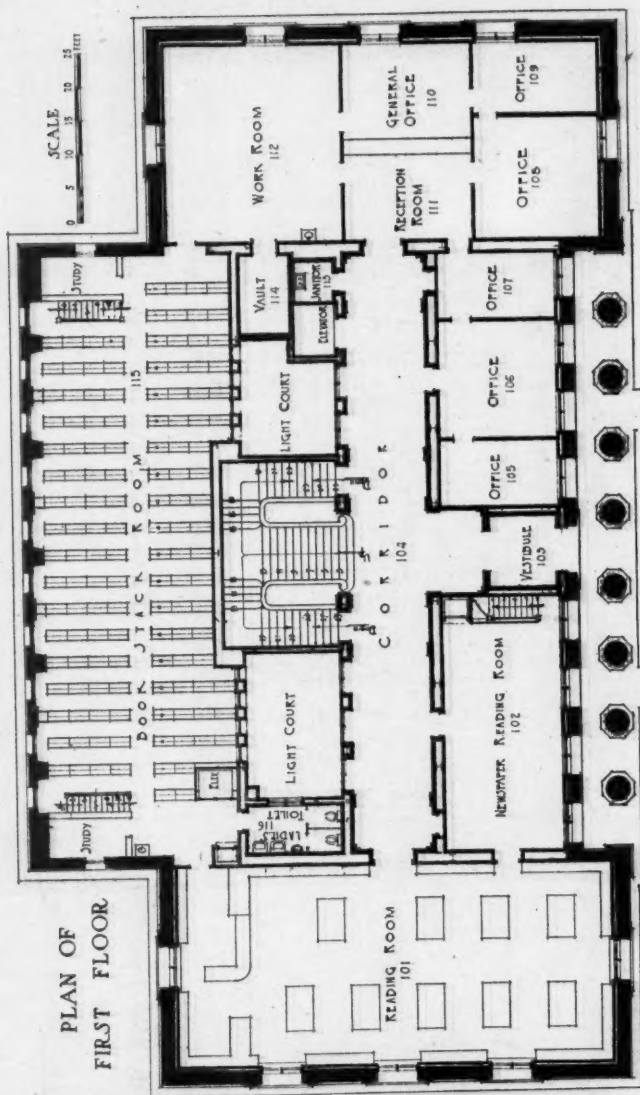 PLAN OF
FIRST FLOOR
SCALE
0 5 10 15 20 25 FEET
STUDY
STUDY
BOOK STACK ROOM 115
WORK ROOM
112
GENERAL
OFFICE
110
OFFICE
109
RECEPTION
ROOM
111
OFFICE
108
VAULT
114
JANITOR
113
ELEVATOR
LIGHT COURT
LIGHT COURT
LADIES
TOILET
116
CORRIDOR
104
OFFICE
107
OFFICE
106
OFFICE
105
VESTIBULE
103
NEWSPAPER READING ROOM
102
READING ROOM
101